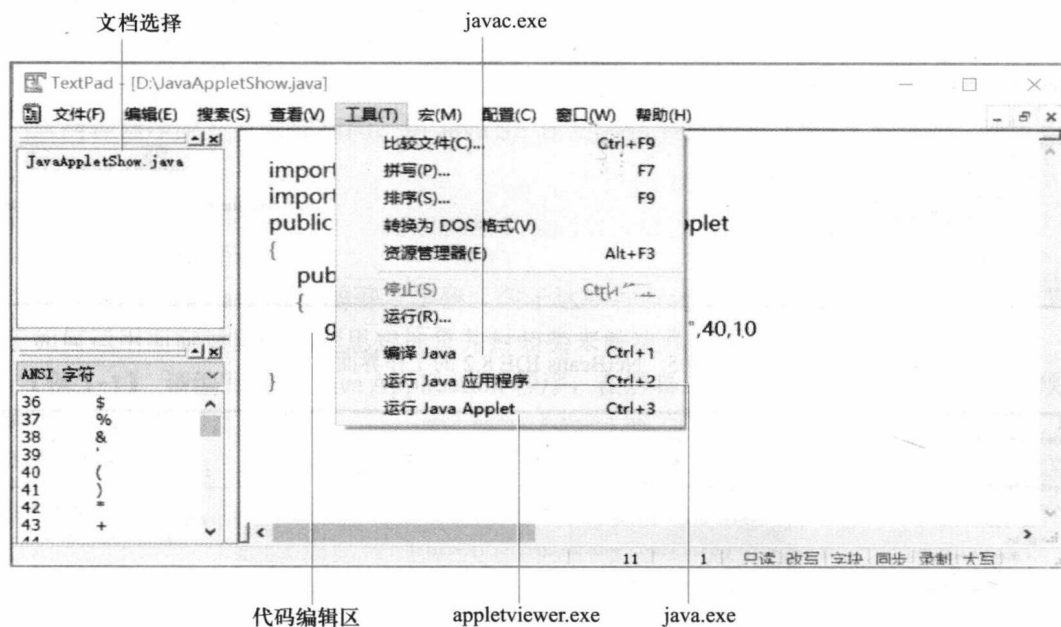 文档选择
javac.exe
TextPad - [D:\JavaAppletShow.java]
文件(F) 编辑(E) 搜索(S) 查看(V) 工具(T) 宏(M) 配置(C) 窗口(W) 帮助(H)
JavaAppletShow.java
比较文件(C)... Ctrl+F9
拼写(P)... F7
排序(S)... F9
转换为 DOS 格式(V)
资源管理器(E) Alt+F3
停止(S)
运行(R)...
编译 Java Ctrl+1
运行 Java 应用程序 Ctrl+2
运行 Java Applet Ctrl+3
import
import
public pplet
{
pub
{
g ",40,10
}
ANSI 字符
36 $
37 %
38 &
39 '
40 (
41 )
42 *
43 +
44
11 1 只读 改写 字块 同步 录制 大写
代码编辑区
appletviewer.exe
java.exe